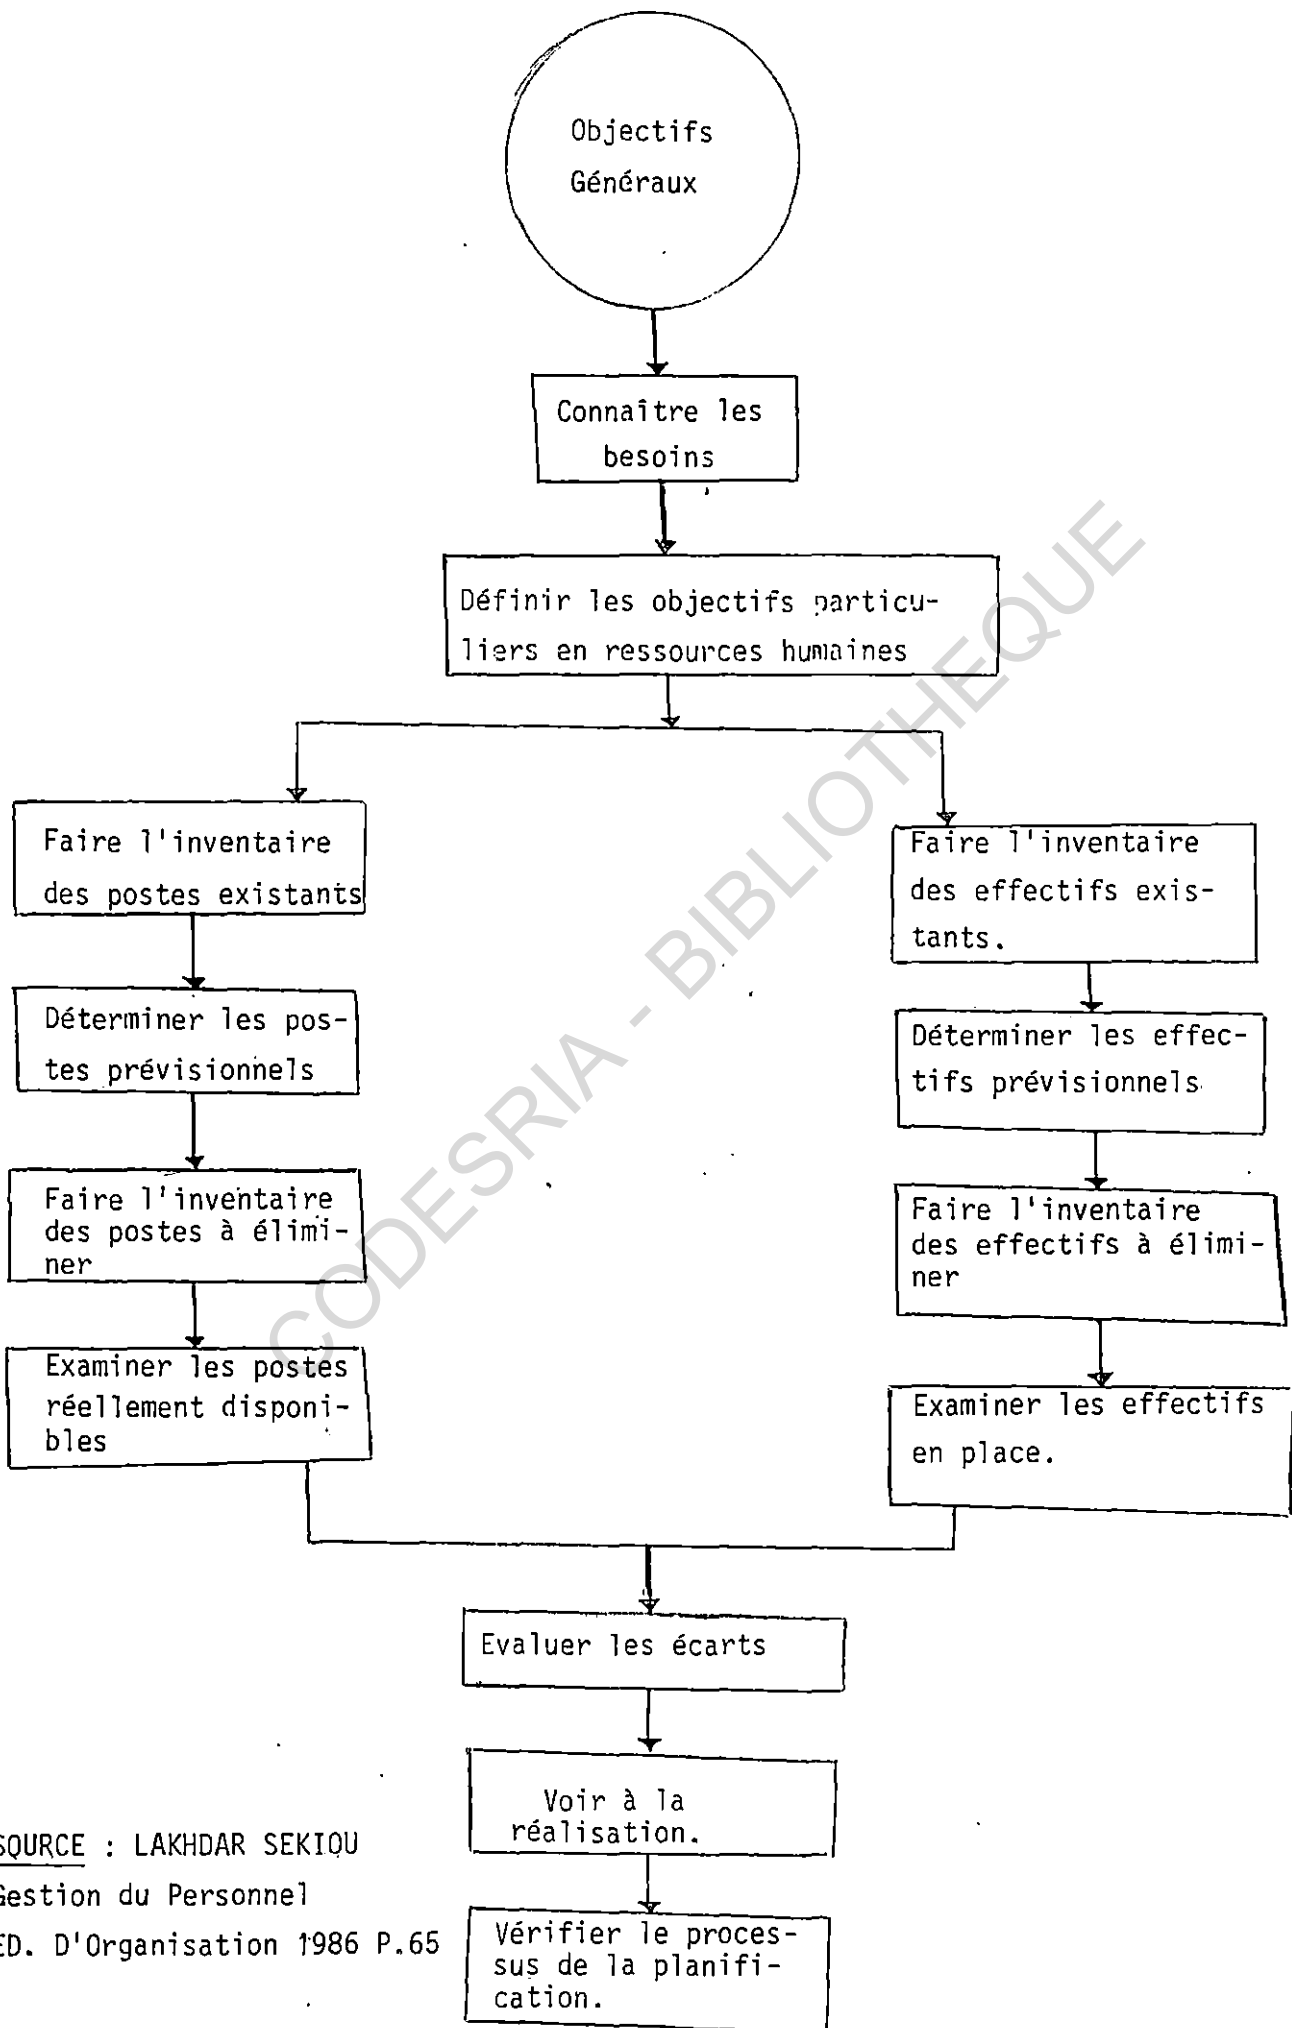 Objectifs
Généraux
Connaître les
besoins
Définir les objectifs particu-
liers en ressources humaines
Faire l'inventaire
des postes existants
Déterminer les pos-
tes prévisionnels
Faire l'inventaire
des postes à élimi-
ner
Examiner les postes
réellement disponi-
bles
Faire l'inventaire
des effectifs exis-
tants.
Déterminer les effec-
tifs prévisionnels
Faire l'inventaire
des effectifs à élimi-
ner
Examiner les effectifs
en place.
Evaluer les écarts
Voir à la
réalisation.
Vérifier le proces-
sus de la planifi-
cation.
SOURCE : LAKHDAR SEKIOU
Gestion du Personnel
ED. D'Organisation 1986 P.65
CODESRIA - BIBLIOTHEQUE